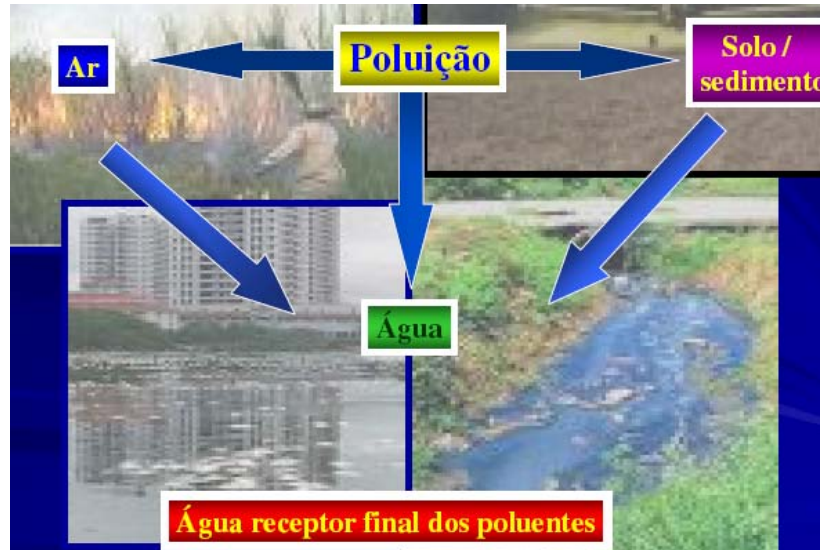 Ar
Poluição
Solo /
sedimento
Água
Água receptor final dos poluentes